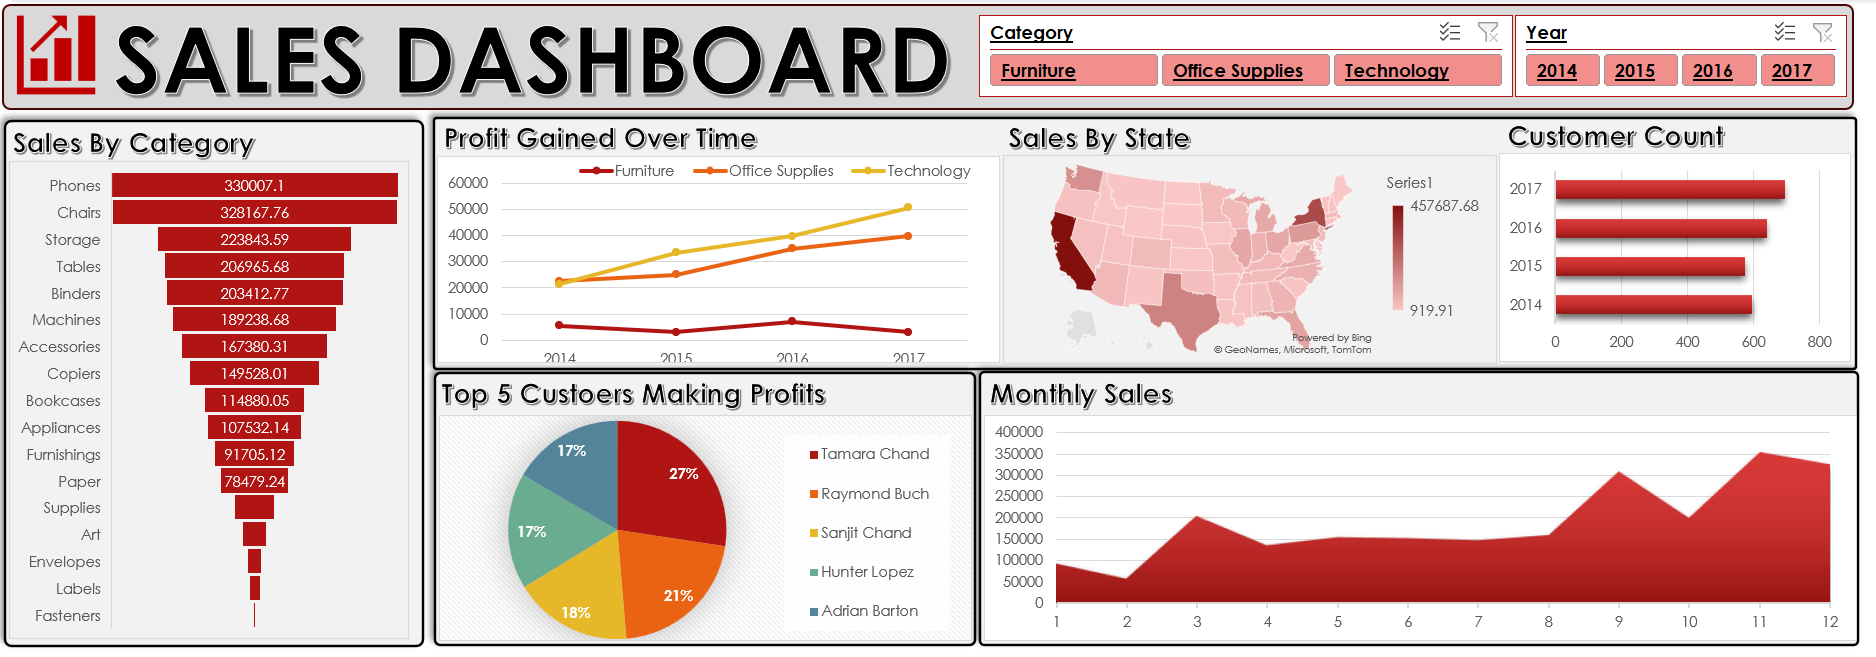 SALES DASHBOARD
Category
Furniture
Office Supplies
Technology
Year
2014
2015
2016
2017
Sales By Category
Phones 330007.1
Chairs 328167.76
Storage 223843.59
Tables 206965.68
Binders 203412.77
Machines 189238.68
Accessories 167380.31
Copiers 149528.01
Bookcases 114880.05
Appliances 107532.14
Furnishings 91705.12
Paper 78479.24
Supplies
Art
Envelopes
Labels
Fasteners
Profit Gained Over Time
Furniture Office Supplies Technology
60000
50000
40000
30000
20000
10000
0
2014 2015 2016 2017
Sales By State
Series1
457687.68
919.91
Powered by Bing
© GeoNames, Microsoft, TomTom
Customer Count
2017
2016
2015
2014
0 200 400 600 800
Top 5 Custoers Making Profits
17%
27%
17%
21%
18%
Tamara Chand
Raymond Buch
Sanjit Chand
Hunter Lopez
Adrian Barton
Monthly Sales
400000
350000
300000
250000
200000
150000
100000
50000
0
1 2 3 4 5 6 7 8 9 10 11 12